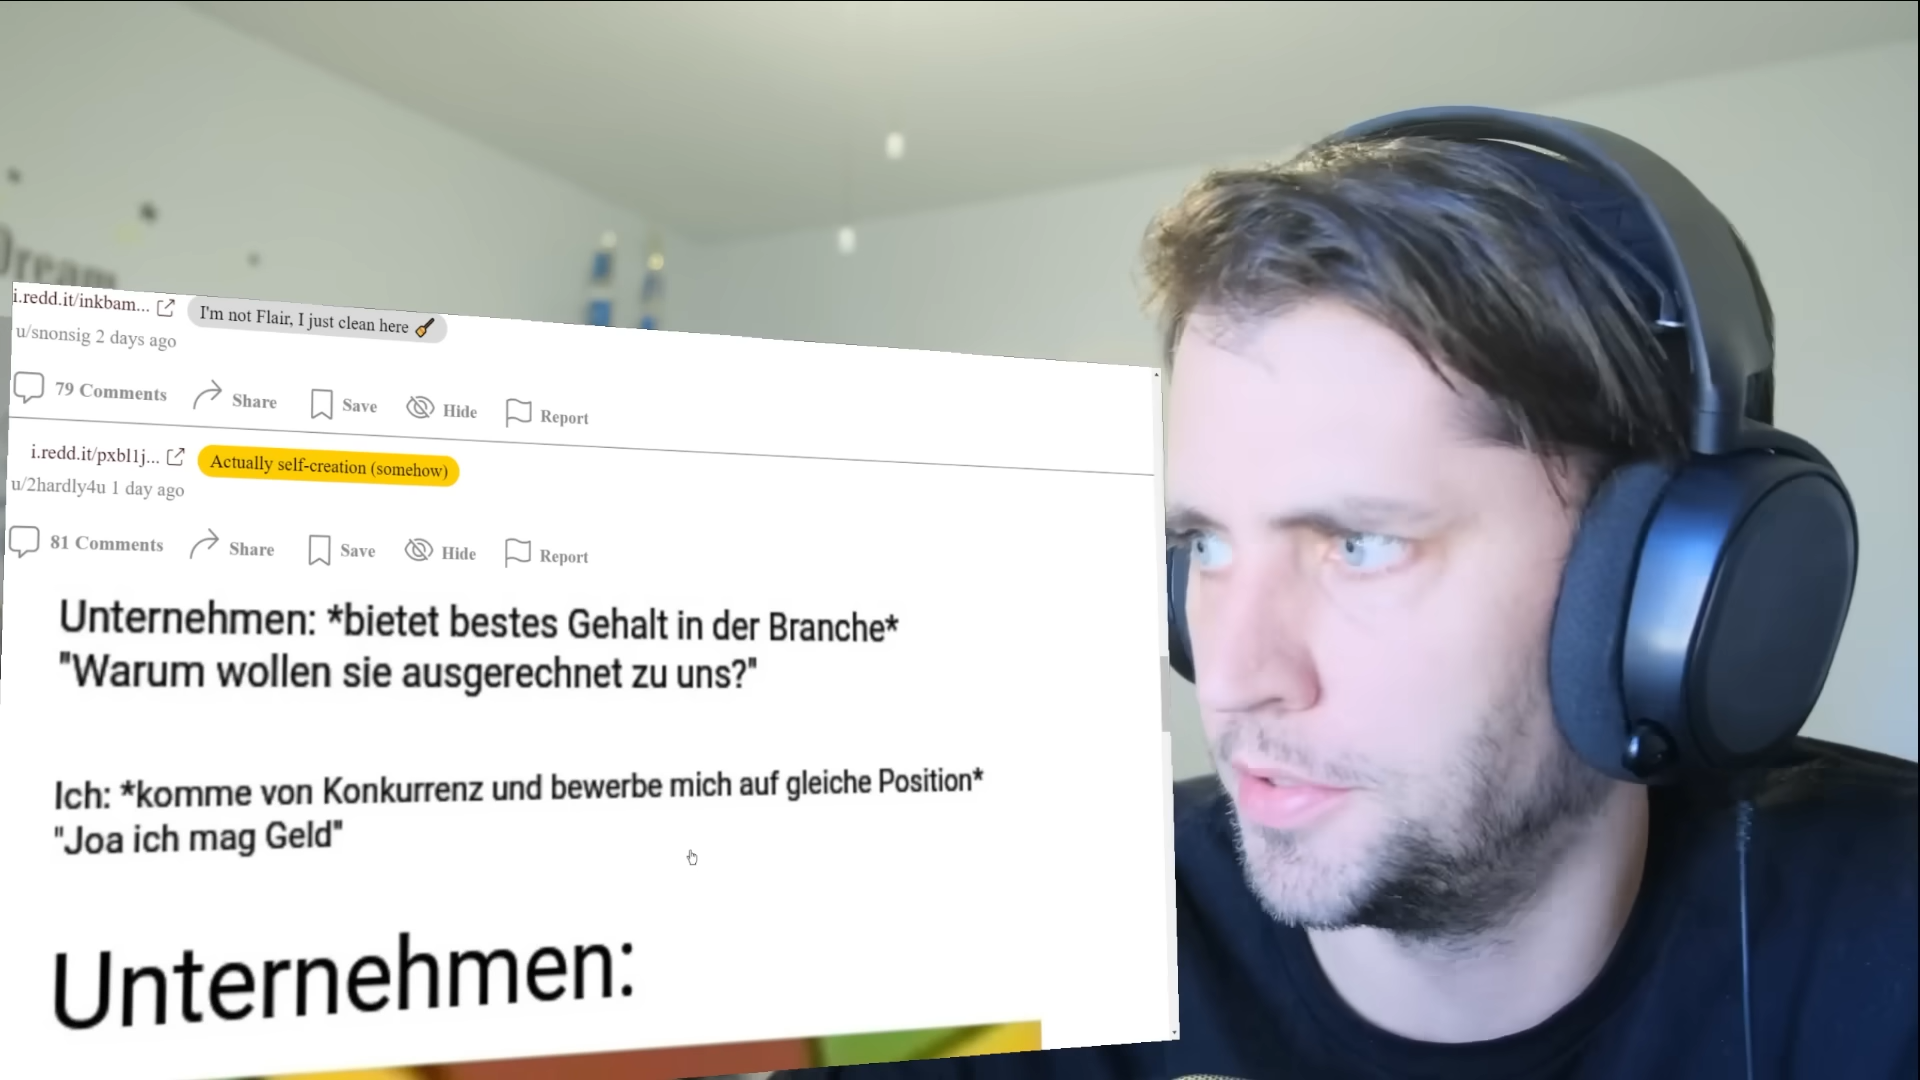 Dream
i.redd.it/inkbam... I'm not Flair, I just clean here
u/snonsig 2 days ago
79 Comments Share Save Hide Report
i.redd.it/pxbl1j... Actually self-creation (somehow)
u/2hardly4u 1 day ago
81 Comments Share Save Hide Report
Unternehmen: *bietet bestes Gehalt in der Branche*
"Warum wollen sie ausgerechnet zu uns?"
Ich: *komme von Konkurrenz und bewerbe mich auf gleiche Position*
"Joa ich mag Geld"
Unternehmen: